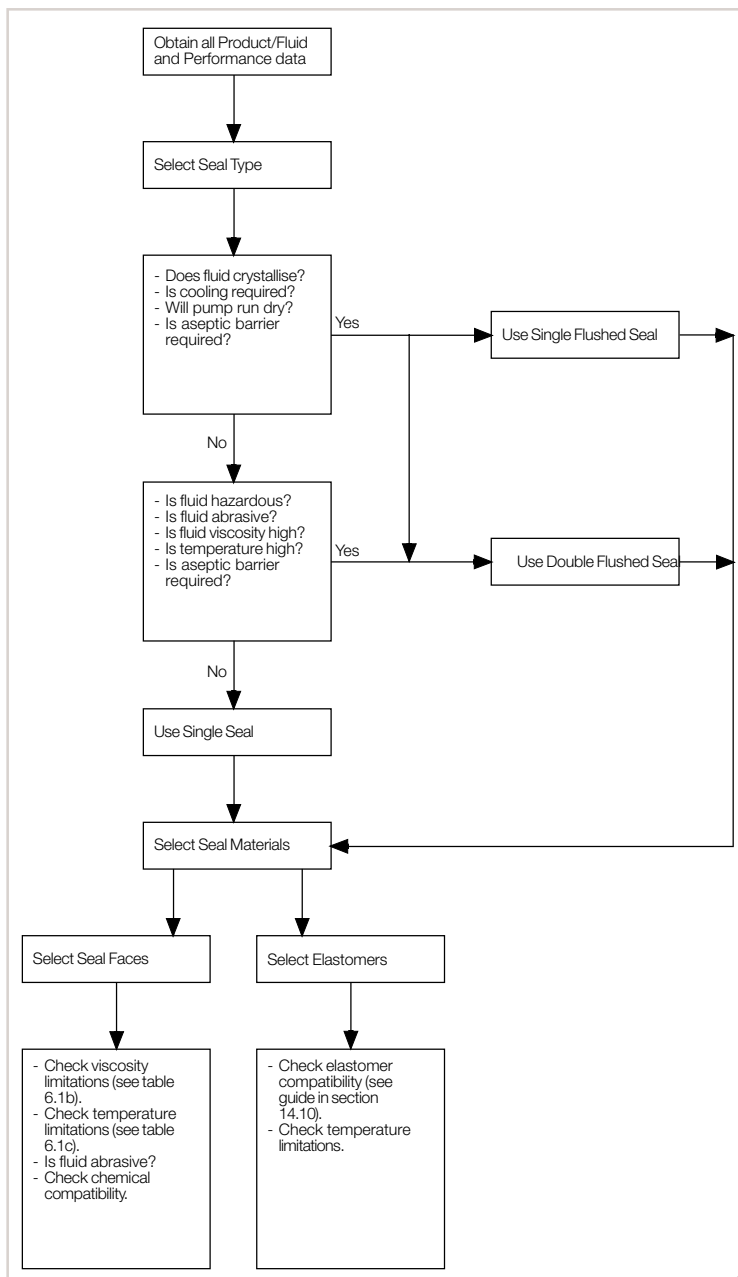 Obtain all Product/Fluid
and Performance data
Select Seal Type
- Does fluid crystallise?
- Is cooling required?
- Will pump run dry?
- Is aseptic barrier
required?
Yes
Use Single Flushed Seal
No
- Is fluid hazardous?
- Is fluid abrasive?
- Is fluid viscosity high?
- Is temperature high?
- Is aseptic barrier
required?
Yes
Use Double Flushed Seal
No
Use Single Seal
Select Seal Materials
Select Seal Faces
Select Elastomers
- Check viscosity
limitations (see table
6.1b).
- Check temperature
limitations (see table
6.1c).
- Is fluid abrasive?
- Check chemical
compatibility.
- Check elastomer
compatibility (see
guide in section
14.10).
- Check temperature
limitations.